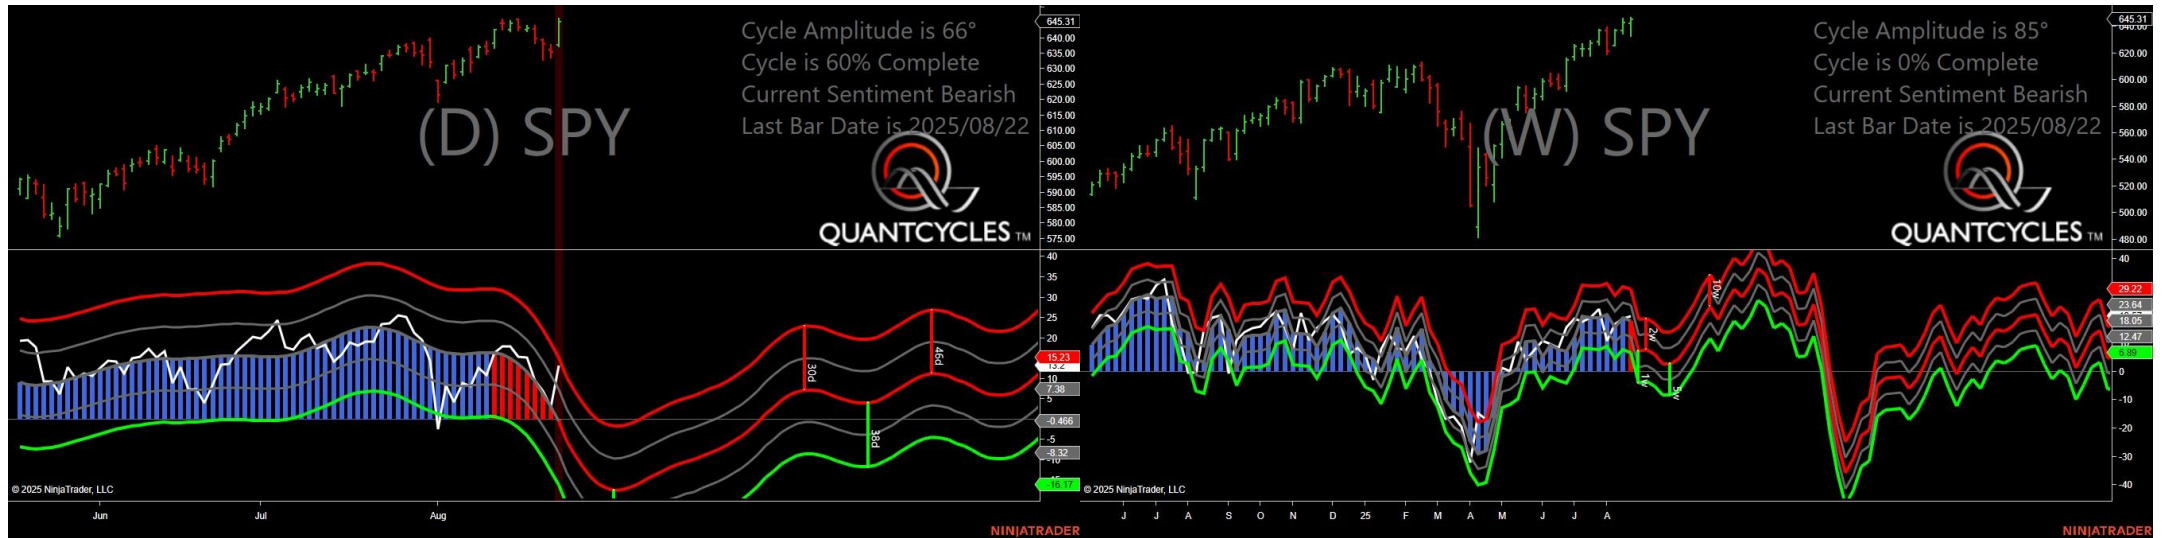 Cycle Amplitude is 66°
Cycle is 60% Complete
Current Sentiment Bearish
Last Bar Date is 2025/08/22
(D) SPY
QUANTCYCLES TM
645.31
640.00
635.00
630.00
625.00
620.00
615.00
610.00
605.00
600.00
595.00
590.00
585.00
580.00
575.00
40
35
30
25
20
15.23
13.2
10
7.38
5
-0.466
-5
-8.32
-16.17
30d
38d
46d
© 2025 NinjaTrader, LLC
Jun Jul Aug
NINJATRADER
Cycle Amplitude is 85°
Cycle is 0% Complete
Current Sentiment Bearish
Last Bar Date is 2025/08/22
(W) SPY
QUANTCYCLES TM
645.31
620.00
600.00
580.00
560.00
540.00
520.00
500.00
480.00
40
29.22
23.64
18.05
12.47
6.89
0
-10
-20
-30
-40
2w
1w
5w
10w
© 2025 NinjaTrader, LLC
J J A S O N D 25 F M A M J J A
NINJATRADER